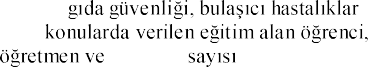 gıda güvenliği, bulaşıcı hastalıklar
konularda verilen eğitim alan öğrenci,
öğretmen ve sayısı